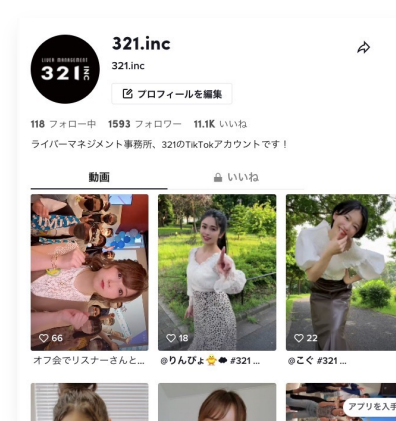 LIVER MANAGEMENT
321 INC
321.inc
321.inc
プロフィールを編集
118 フォロー中 1593 フォロワー 11.1K いいね
ライバーマネジメント事務所、321のTikTokアカウントです！
動画 いいね
66 18 22
オフ会でリスナーさんと... @りんぴょ🐥🗢 #321 ... @こぐ #321 ...
アプリを入手